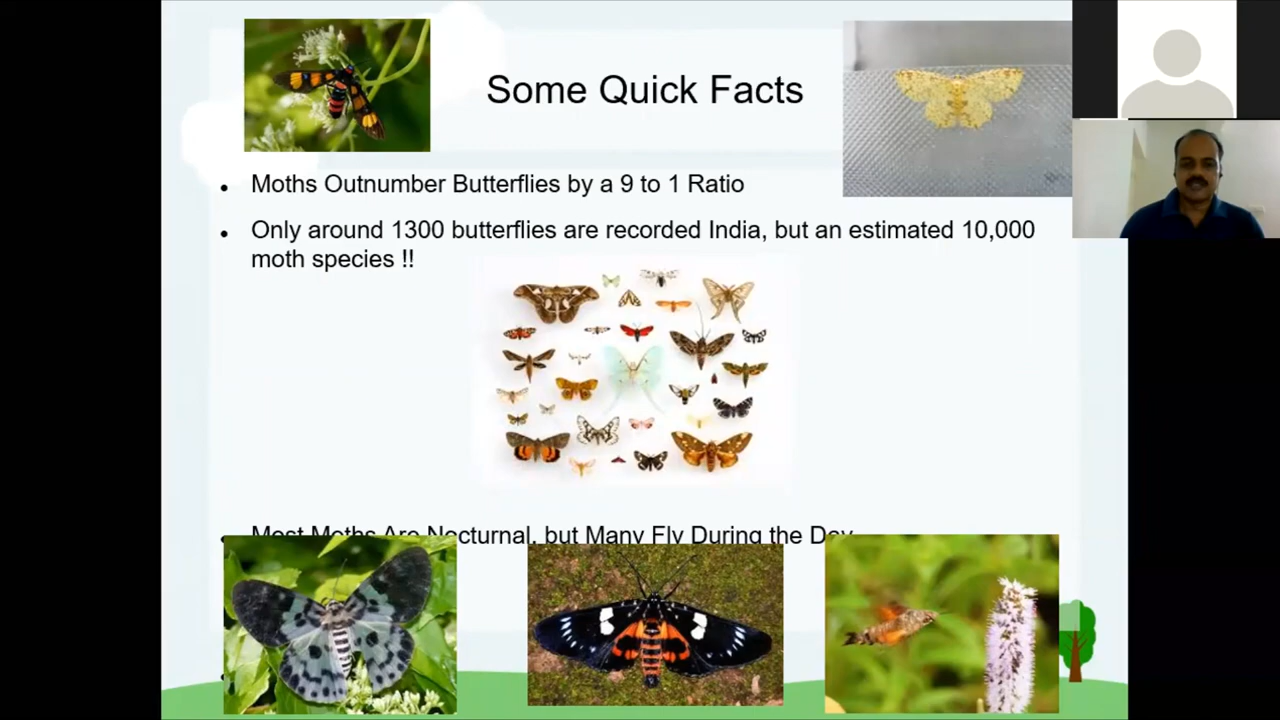 Some Quick Facts
Moths Outnumber Butterflies by a 9 to 1 Ratio
Only around 1300 butterflies are recorded India, but an estimated 10,000
moth species !!
Most Moths Are Nocturnal, but Many Fly During the Day